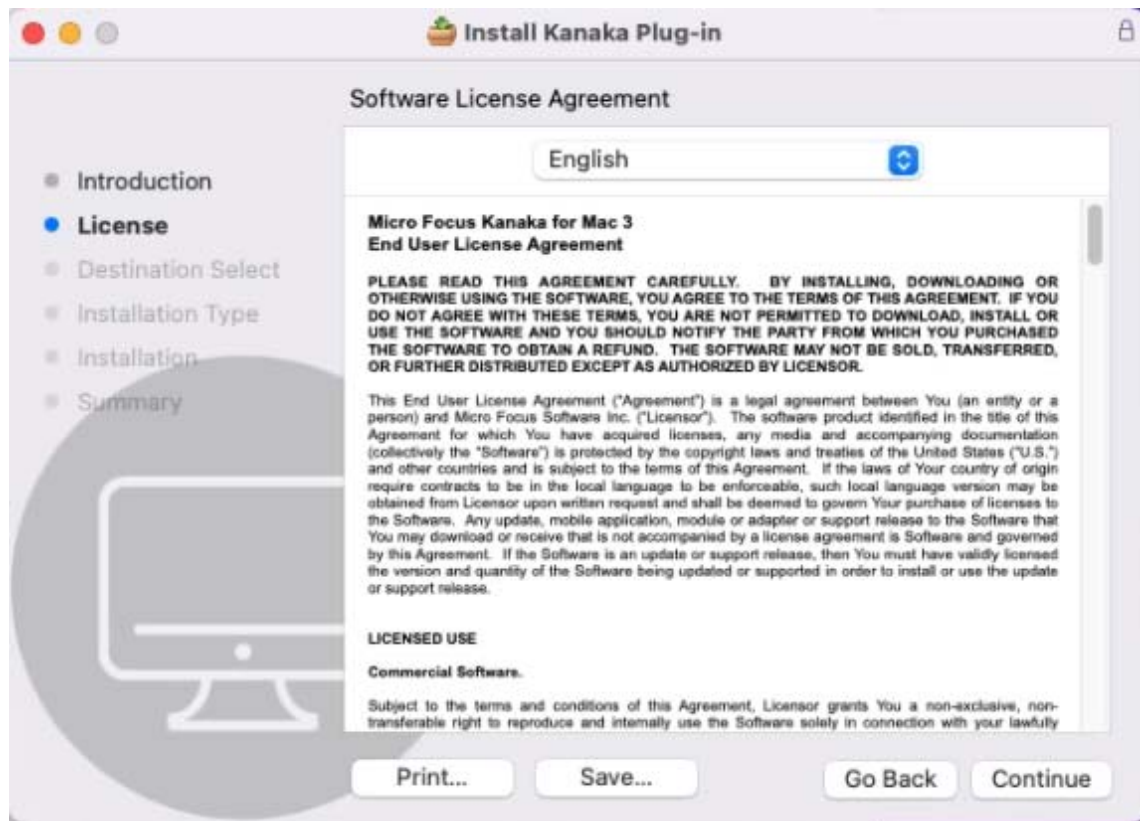 Install Kanaka Plug-in
Software License Agreement
Introduction
License
Destination Select
Installation Type
Installation
Summary
English
Micro Focus Kanaka for Mac 3
End User License Agreement
PLEASE READ THIS AGREEMENT CAREFULLY. BY INSTALLING, DOWNLOADING OR
OTHERWISE USING THE SOFTWARE, YOU AGREE TO THE TERMS OF THIS AGREEMENT. IF YOU
DO NOT AGREE WITH THESE TERMS, YOU ARE NOT PERMITTED TO DOWNLOAD, INSTALL OR
USE THE SOFTWARE AND YOU SHOULD NOTIFY THE PARTY FROM WHICH YOU PURCHASED
THE SOFTWARE TO OBTAIN A REFUND. THE SOFTWARE MAY NOT BE SOLD, TRANSFERRED,
OR FURTHER DISTRIBUTED EXCEPT AS AUTHORIZED BY LICENSOR.
This End User License Agreement ("Agreement") is a legal agreement between You (an entity or a
person) and Micro Focus Software Inc. ("Licensor"). The software product identified in the title of this
Agreement for which You have acquired licenses, any media and accompanying documentation
(collectively the "Software") is protected by the copyright laws and treaties of the United States ("U.S.")
and other countries and is subject to the terms of this Agreement. If the laws of Your country of origin
require contracts to be in the local language to be enforceable, such local language version may be
obtained from Licensor upon written request and shall be deemed to govern Your purchase of licenses to
the Software. Any update, mobile application, module or adapter or support release to the Software that
You may download or receive that is not accompanied by a license agreement is Software and governed
by this Agreement. If the Software is an update or support release, then You must have validly licensed
the version and quantity of the Software being updated or supported in order to install or use the update
or support release.
LICENSED USE
Commercial Software.
Subject to the terms and conditions of this Agreement, Licensor grants You a non-exclusive, non-
transferable right to reproduce and internally use the Software solely in connection with your lawfully
Print...
Save...
Go Back
Continue